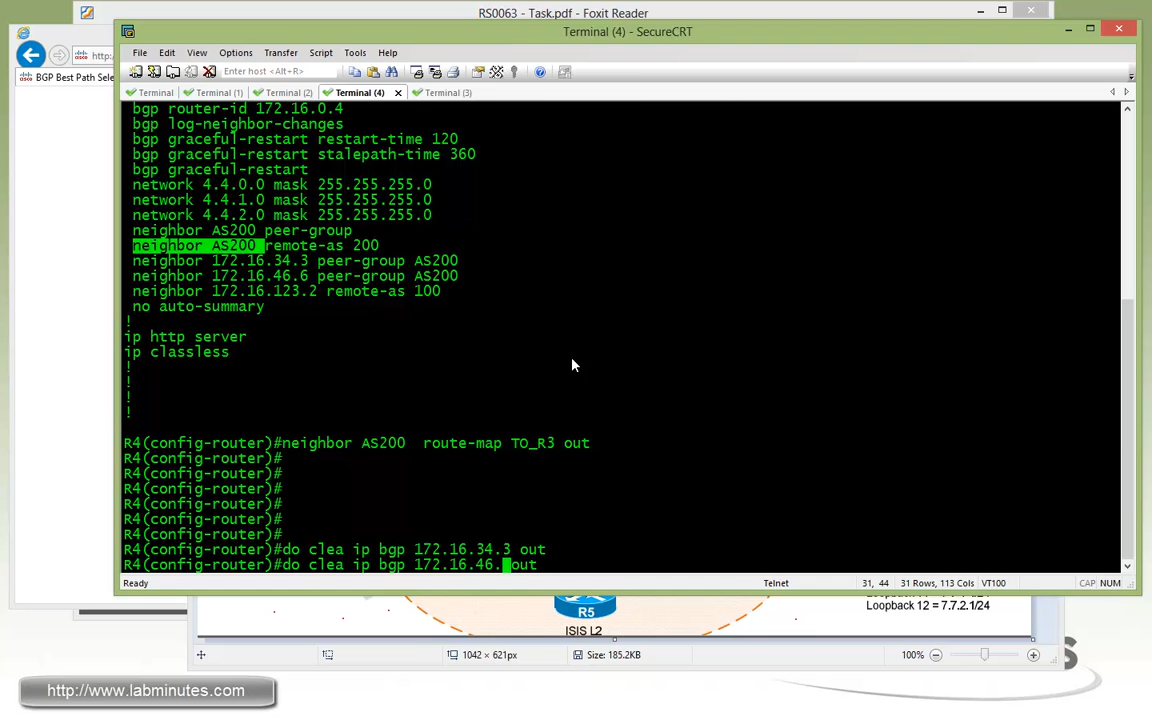 RS0063 - Task.pdf - Foxit Reader
Terminal (4) - SecureCRT
File Edit View Options Transfer Script Tools Help
http:
Enter host <Alt+R>
BGP Best Path Sele
Terminal Terminal (1) Terminal (2) Terminal (4) Terminal (3)
bgp router-id 172.16.0.4
bgp log-neighbor-changes
bgp graceful-restart restart-time 120
bgp graceful-restart stalepath-time 360
bgp graceful-restart
network 4.4.0.0 mask 255.255.255.0
network 4.4.1.0 mask 255.255.255.0
network 4.4.2.0 mask 255.255.255.0
neighbor AS200 peer-group
neighbor AS200 remote-as 200
neighbor 172.16.34.3 peer-group AS200
neighbor 172.16.46.6 peer-group AS200
neighbor 172.16.123.2 remote-as 100
no auto-summary
!
ip http server
ip classless
!
!
!
!
R4(config-router)#neighbor AS200  route-map TO_R3 out
R4(config-router)#
R4(config-router)#
R4(config-router)#
R4(config-router)#
R4(config-router)#
R4(config-router)#
R4(config-router)#do clea ip bgp 172.16.34.3 out
R4(config-router)#do clea ip bgp 172.16.46. out
Ready Telnet 31, 44 31 Rows, 113 Cols VT100 CAP NUM
Loopback 12 = 7.7.2.1/24
R5
ISIS L2
1042 × 621px Size: 185.2KB 100%
http://www.labminutes.com